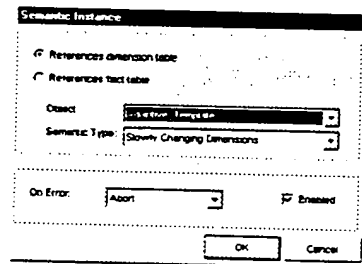 Semantic Instance
References dimension table
References fact table
Object
Template
Semantic Type: Slowly Changing Dimensions
On Error: Abort Enabled
OK Cancel